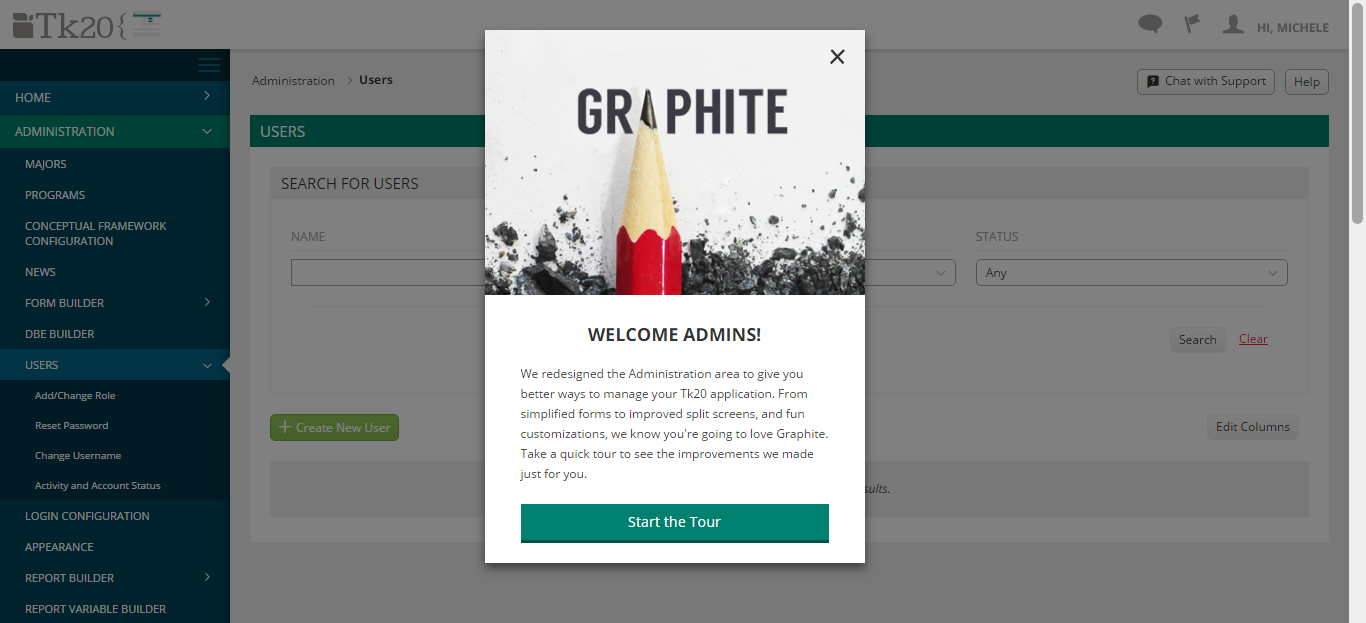 Tk20{
HI, MICHELE
HOME
ADMINISTRATION
MAJORS
PROGRAMS
CONCEPTUAL FRAMEWORK
CONFIGURATION
NEWS
FORM BUILDER
DBE BUILDER
USERS
Add/Change Role
Reset Password
Change Username
Activity and Account Status
LOGIN CONFIGURATION
APPEARANCE
REPORT BUILDER
REPORT VARIABLE BUILDER
Administration > Users
Chat with Support
Help
USERS
SEARCH FOR USERS
NAME
STATUS
Any
Search
Clear
+ Create New User
Edit Columns
GRAPHITE
WELCOME ADMINS!
We redesigned the Administration area to give you
better ways to manage your Tk20 application. From
simplified forms to improved split screens, and fun
customizations, we know you're going to love Graphite.
Take a quick tour to see the improvements we made
just for you.
Start the Tour